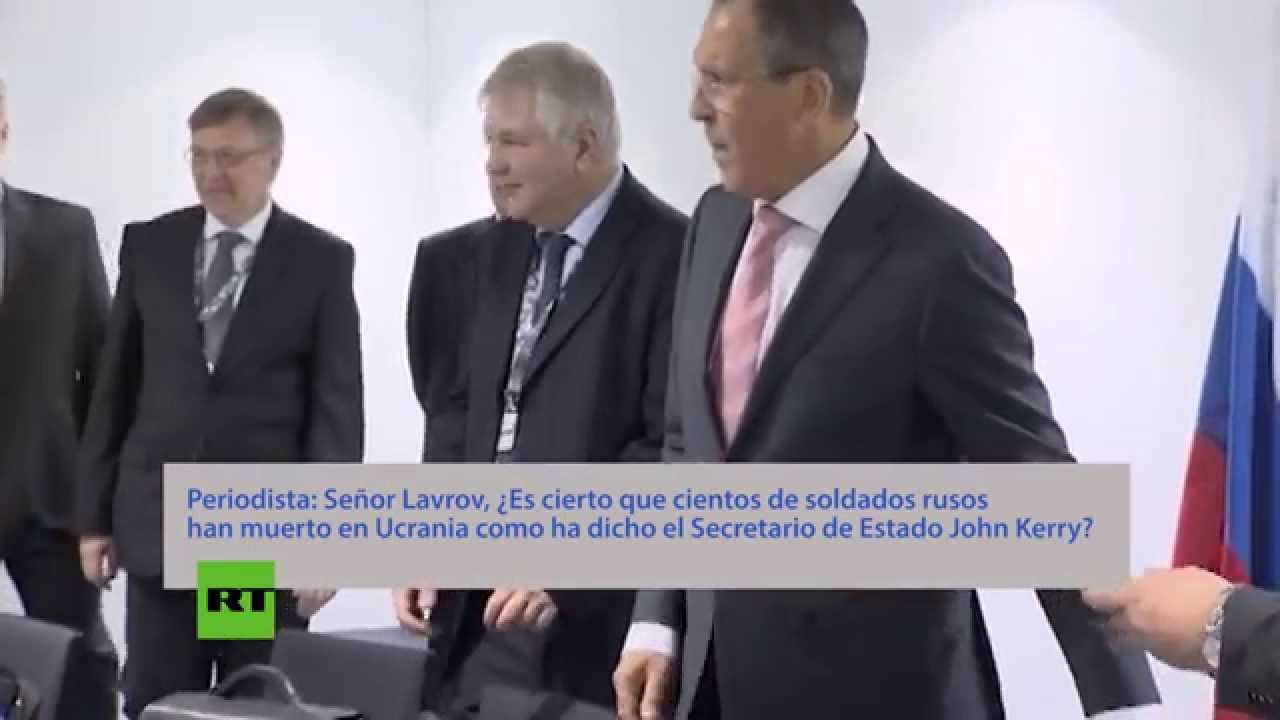 Periodista: Señor Lavrov, ¿Es cierto que cientos de soldados rusos
han muerto en Ucrania como ha dicho el Secretario de Estado John Kerry?
RT